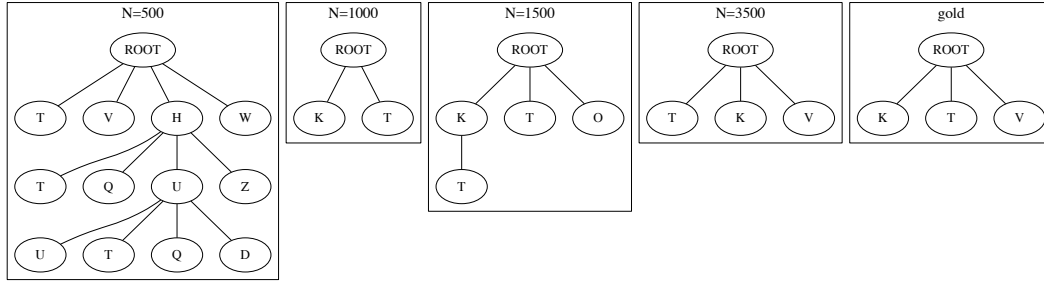 N=500
ROOT
T V H W
T Q U Z
U T Q D
N=1000
ROOT
K T
N=1500
ROOT
K T O
T
N=3500
ROOT
T K V
gold
ROOT
K T V